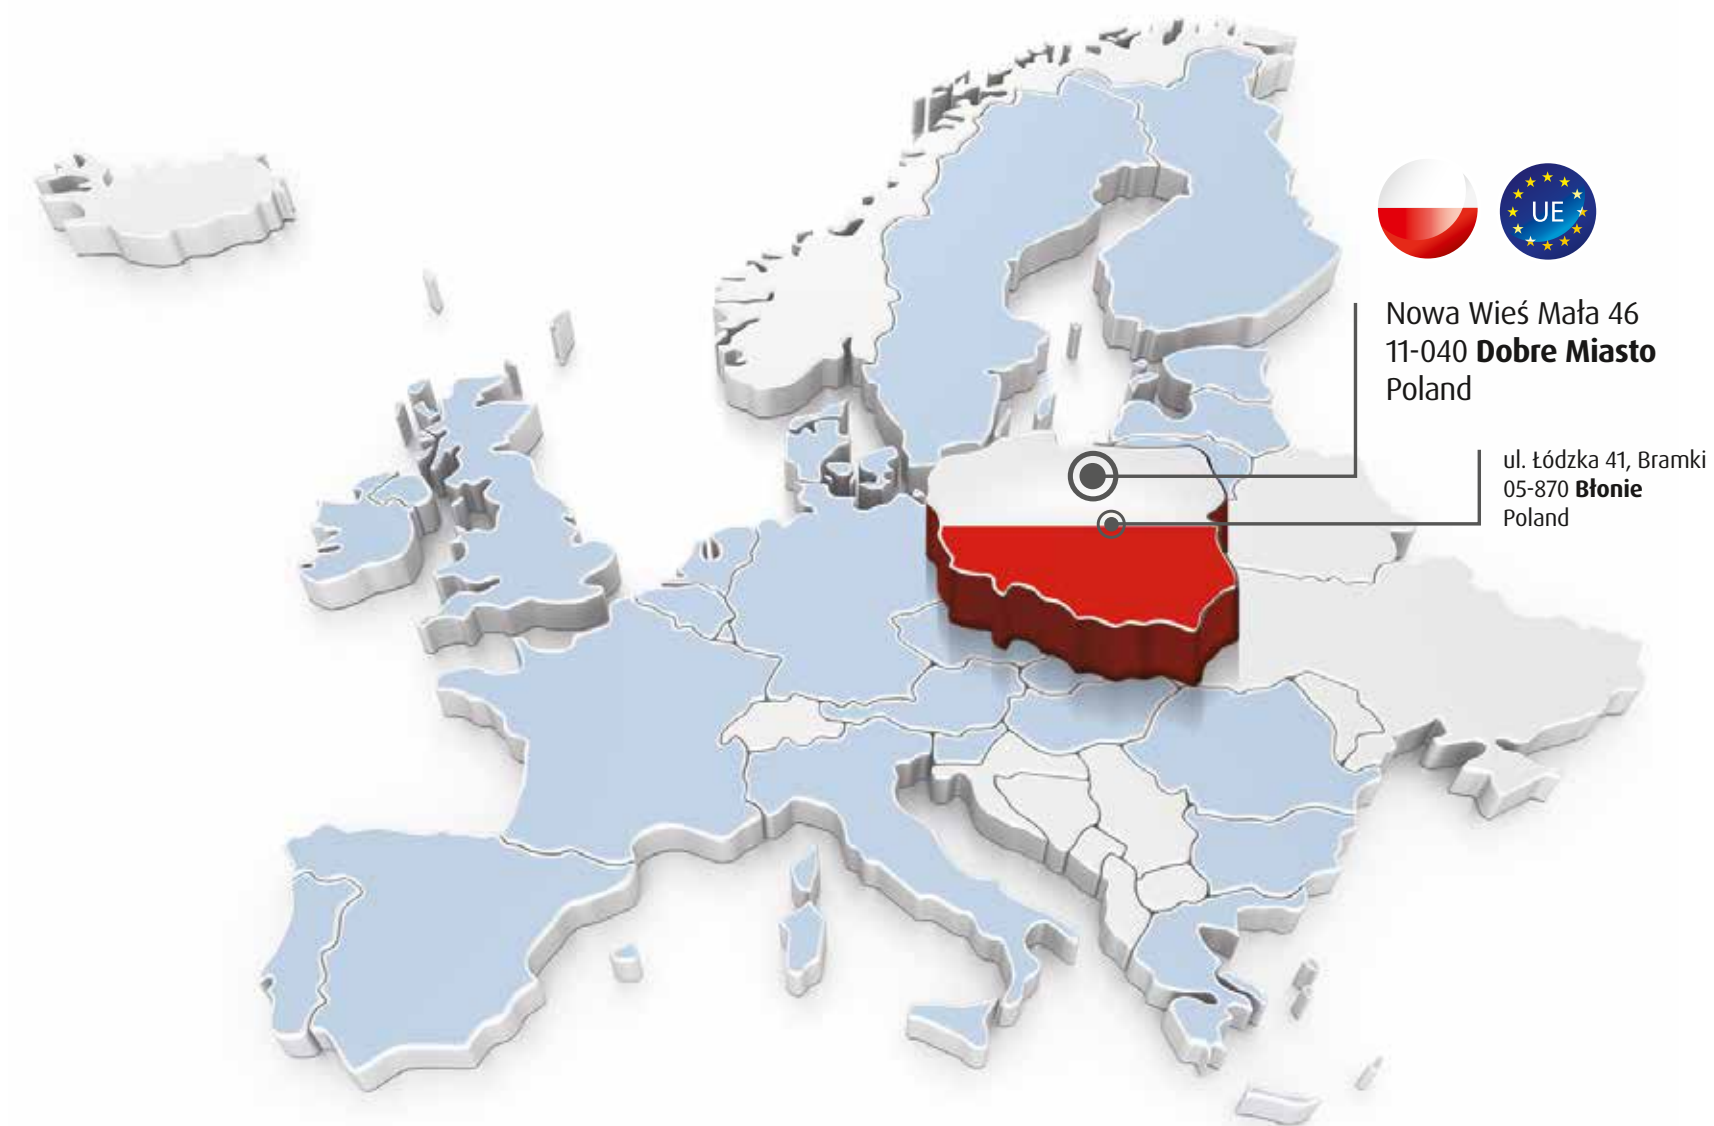 UE
Nowa Wieś Mała 46
11-040 Dobre Miasto
Poland
ul. Łódzka 41, Bramki
05-870 Błonie
Poland